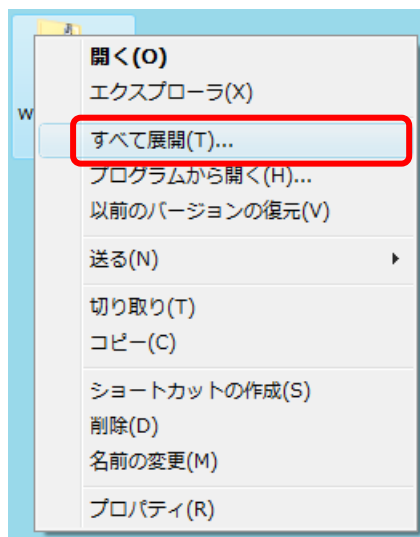 開く(O)
エクスプローラ(X)
W
すべて展開(T)...
プログラムから開く(H)...
以前のバージョンの復元(V)
送る(N)
切り取り(T)
コピー(C)
ショートカットの作成(S)
削除(D)
名前の変更(M)
プロパティ(R)